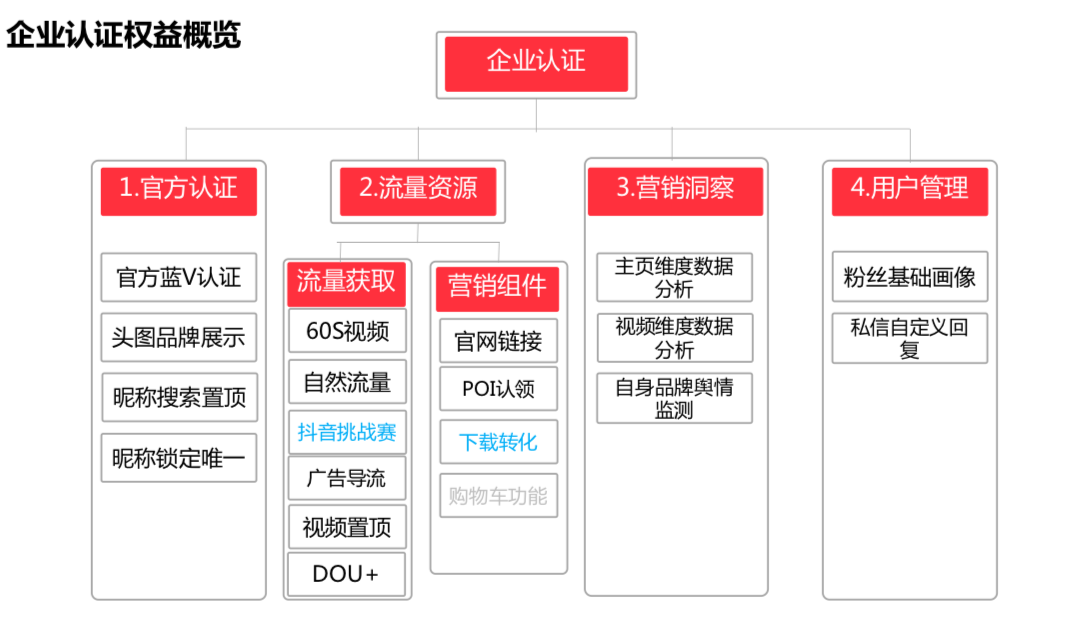 企业认证权益概览
企业认证
1.官方认证
官方蓝V认证
头图品牌展示
昵称搜索置顶
昵称锁定唯一
2.流量资源
流量获取
60S视频
自然流量
抖音挑战赛
广告导流
视频置顶
DOU+
营销组件
官网链接
POI认领
下载转化
购物车功能
3.营销洞察
主页维度数据
分析
视频维度数据
分析
自身品牌舆情
监测
4.用户管理
粉丝基础画像
私信自定义回
复